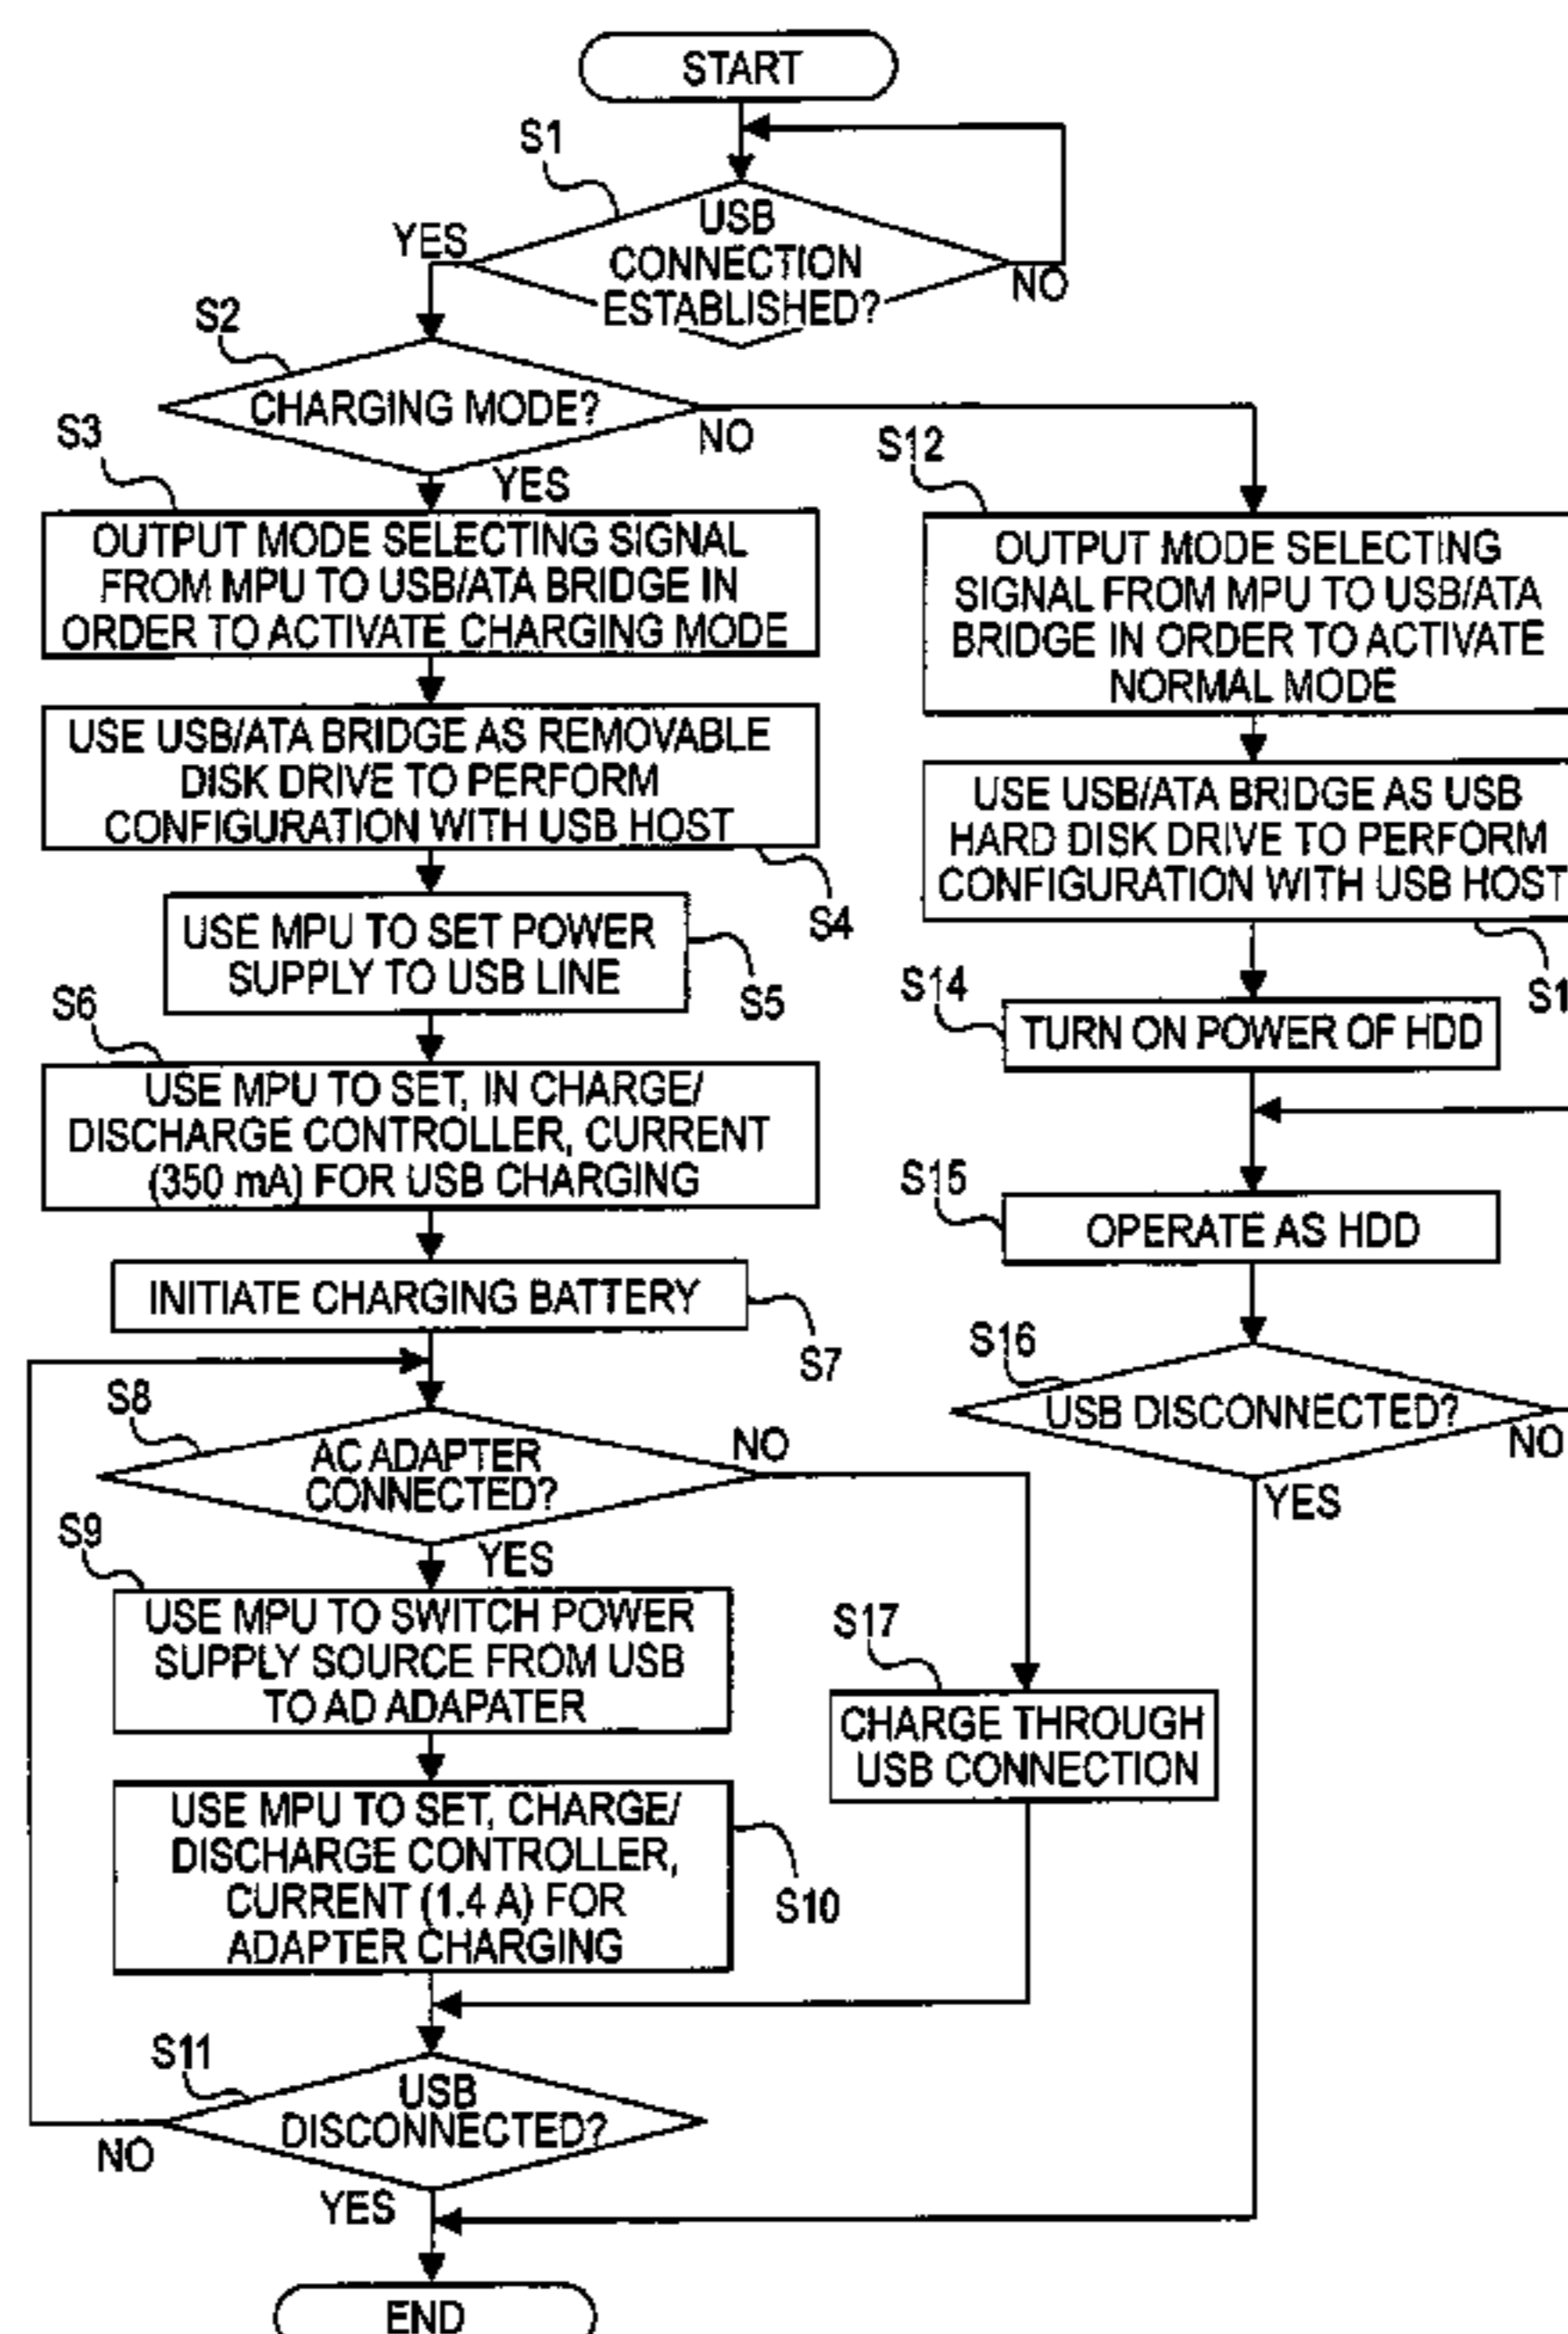 START
S1
USB
CONNECTION
ESTABLISHED?
YES
NO
S2
CHARGING MODE?
NO
YES
S3
OUTPUT MODE SELECTING SIGNAL
FROM MPU TO USB/ATA BRIDGE IN
ORDER TO ACTIVATE CHARGING MODE
USE USB/ATA BRIDGE AS REMOVABLE
DISK DRIVE TO PERFORM
CONFIGURATION WITH USB HOST
S4
USE MPU TO SET POWER
SUPPLY TO USB LINE
S5
S6
USE MPU TO SET, IN CHARGE/
DISCHARGE CONTROLLER, CURRENT
(350 mA) FOR USB CHARGING
INITIATE CHARGING BATTERY
S7
S8
AC ADAPTER
CONNECTED?
NO
YES
S9
USE MPU TO SWITCH POWER
SUPPLY SOURCE FROM USB
TO AD ADAPATER
USE MPU TO SET, CHARGE/
DISCHARGE CONTROLLER,
CURRENT (1.4 A) FOR
ADAPTER CHARGING
S10
S17
CHARGE THROUGH
USB CONNECTION
S11
USB
DISCONNECTED?
NO
YES
END
S12
OUTPUT MODE SELECTING
SIGNAL FROM MPU TO USB/ATA
BRIDGE IN ORDER TO ACTIVATE
NORMAL MODE
USE USB/ATA BRIDGE AS USB
HARD DISK DRIVE TO PERFORM
CONFIGURATION WITH USB HOST
S14
TURN ON POWER OF HDD
S15
OPERATE AS HDD
S16
USB DISCONNECTED?
NO
YES